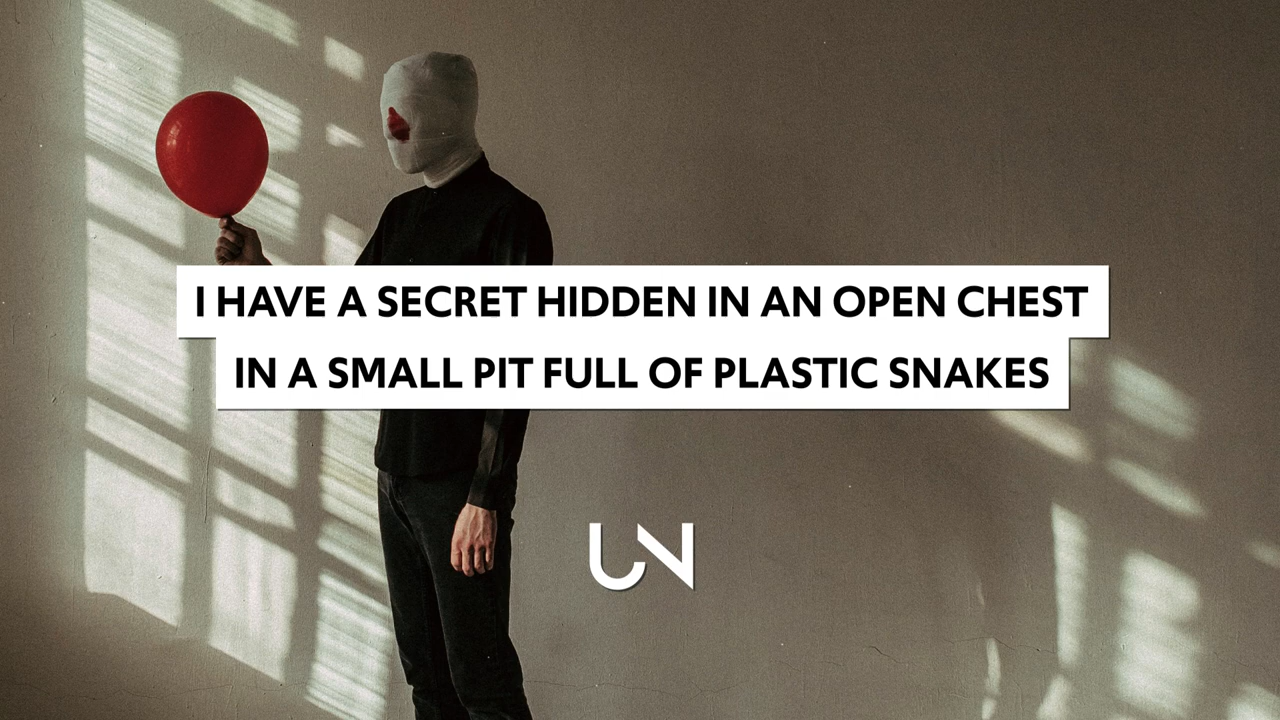 I HAVE A SECRET HIDDEN IN AN OPEN CHEST
IN A SMALL PIT FULL OF PLASTIC SNAKES
UN